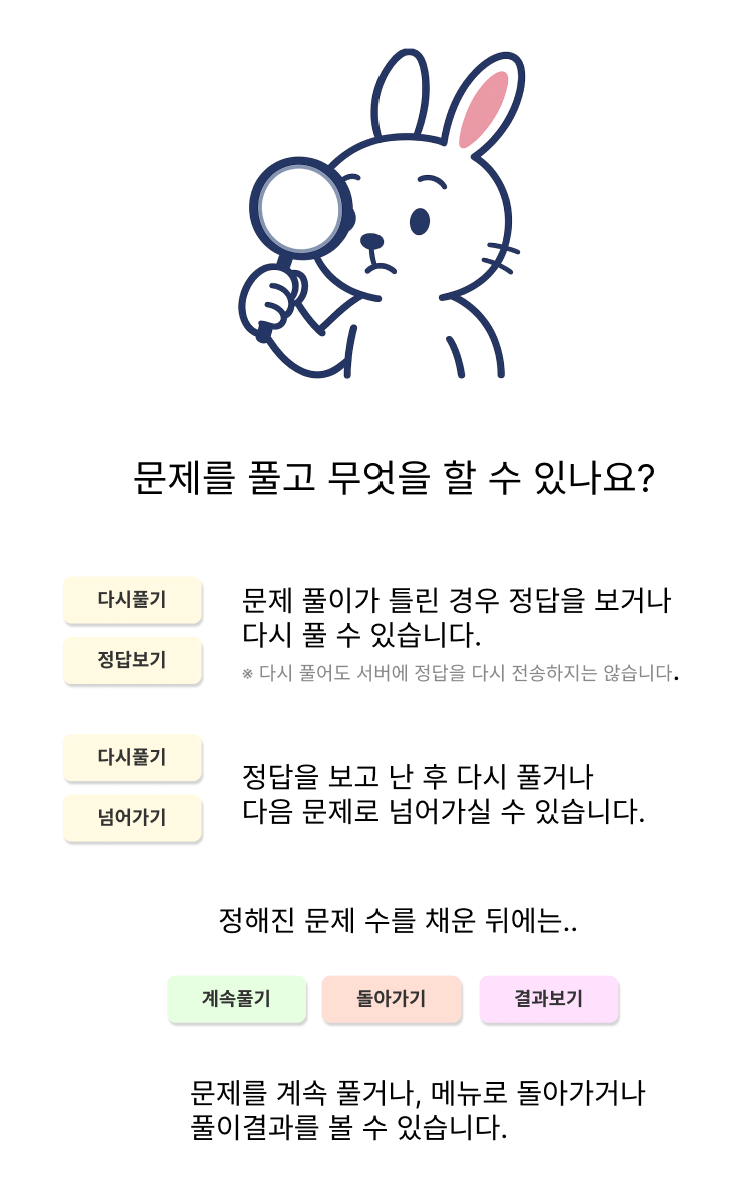 문제를 풀고 무엇을 할 수 있나요?
다시풀기
정답보기
문제 풀이가 틀린 경우 정답을 보거나
다시 풀 수 있습니다.
※ 다시 풀어도 서버에 정답을 다시 전송하지는 않습니다.
다시풀기
넘어가기
정답을 보고 난 후 다시 풀거나
다음 문제로 넘어가실 수 있습니다.
정해진 문제 수를 채운 뒤에는..
계속풀기
돌아가기
결과보기
문제를 계속 풀거나, 메뉴로 돌아가거나
풀이결과를 볼 수 있습니다.